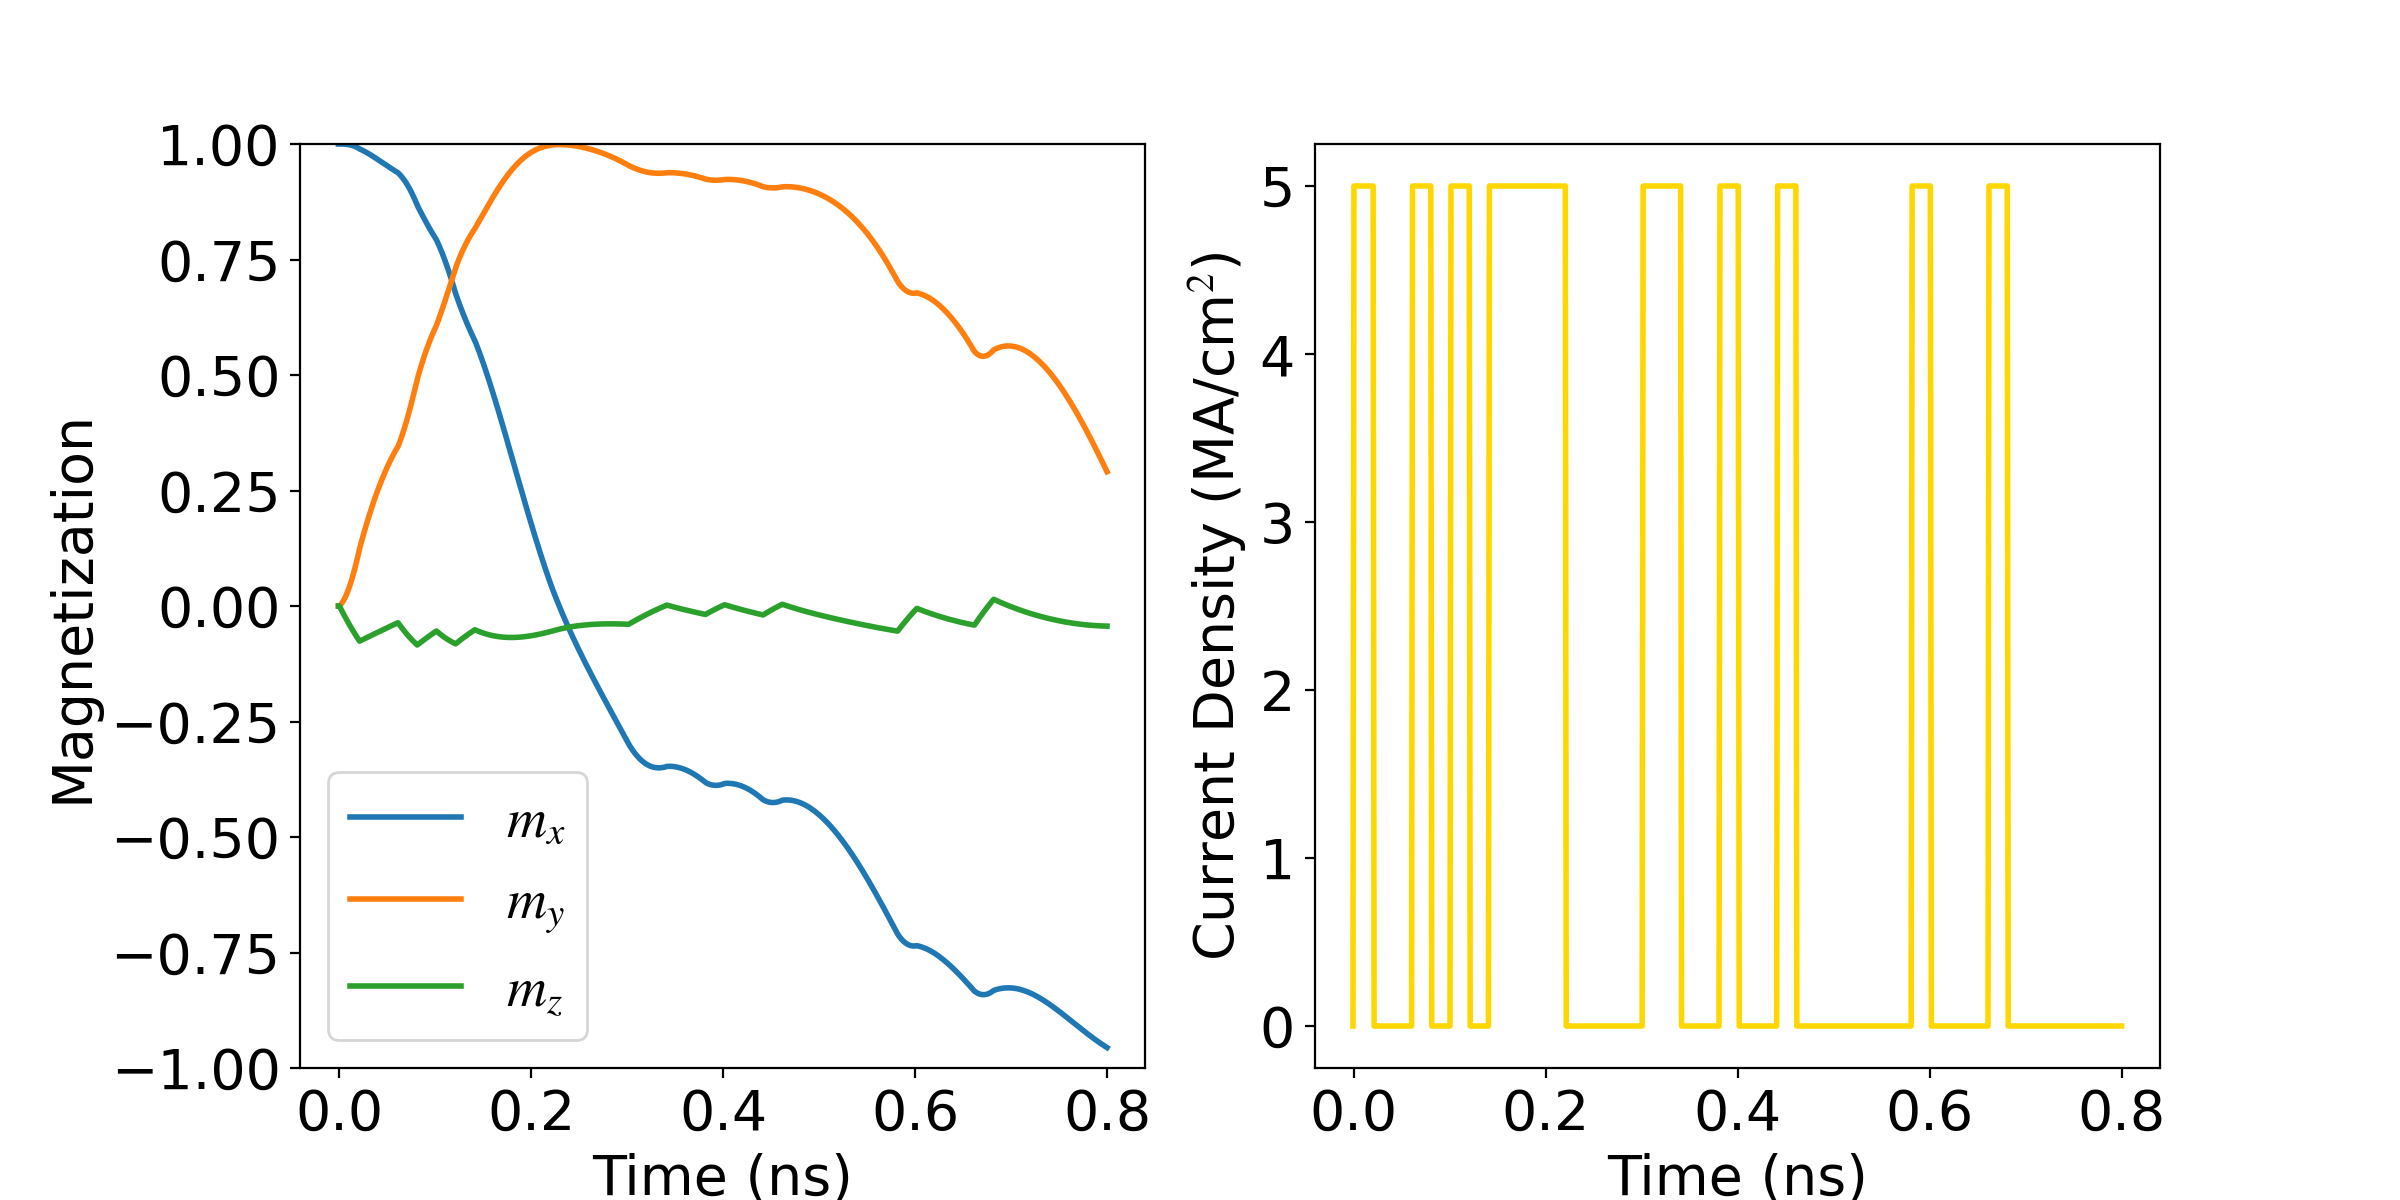 Magnetization
1.00
0.75
0.50
0.25
0.00
−0.25
−0.50
−0.75
−1.00
m_x
m_y
m_z
0.0 0.2 0.4 0.6 0.8
Time (ns)
Current Density (MA/cm²)
5
4
3
2
1
0
0.0 0.2 0.4 0.6 0.8
Time (ns)